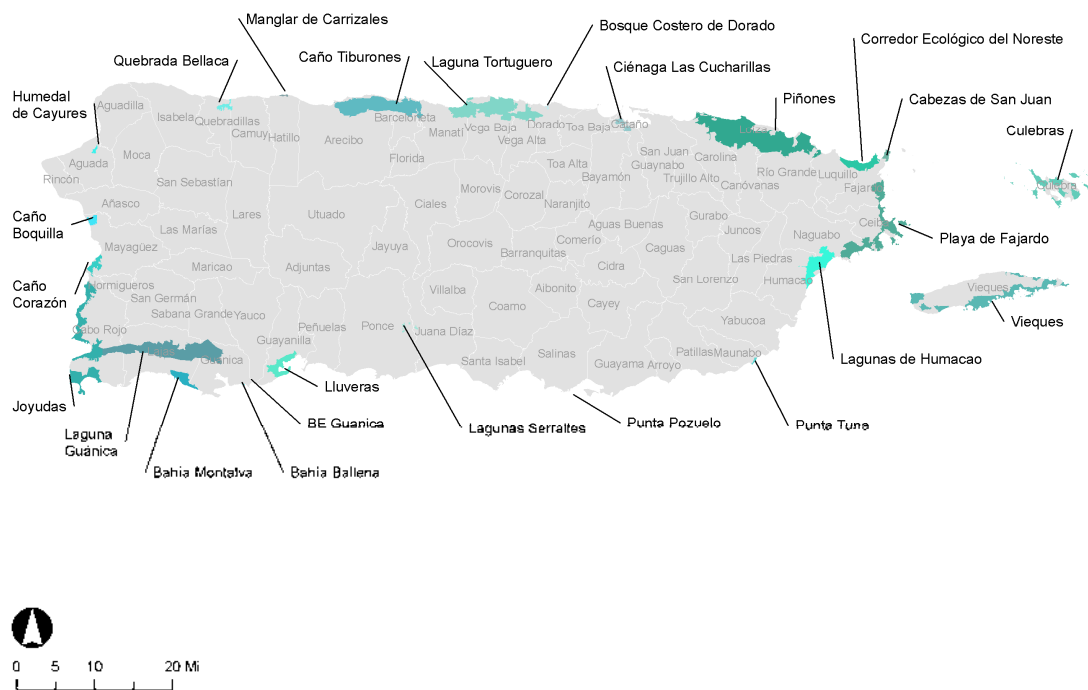 Manglar de Carrizales
Bosque Costero de Dorado
Corredor Ecológico del Noreste
Quebrada Bellaca
Caño Tiburones
Laguna Tortuguero
Ciénaga Las Cucharillas
Humedal
de Cayures
Piñones
Cabezas de San Juan
Culebras
Aguadilla
Isabela
Quebradillas
Camuy
Hatillo
Arecibo
Barceloneta
Manatí
Vega Baja
Vega Alta
Dorado
Toa Baja
Cataño
San Juan
Guaynabo
Carolina
Loíza
Río Grande
Luquillo
Fajardo
Culebra
Aguada
Moca
Rincón
San Sebastián
Florida
Toa Alta
Bayamón
Trujillo Alto
Canóvanas
Morovis
Corozal
Naranjito
Añasco
Lares
Utuado
Ciales
Caño
Boquilla
Las Marías
Aguas Buenas
Gurabo
Juncos
Naguabo
Ceiba
Playa de Fajardo
Mayagüez
Jayuya
Orocovis
Barranquitas
Comerío
Caguas
Las Piedras
Maricao
Adjuntas
Cidra
San Lorenzo
Humacao
Caño
Corazón
Hormigueros
San Germán
Sabana Grande
Yauco
Villalba
Coamo
Aibonito
Cayey
Vieques
Vieques
Cabo Rojo
Lajas
Guánica
Guayanilla
Peñuelas
Ponce
Juana Díaz
Santa Isabel
Salinas
Guayama
Arroyo
Patillas
Maunabo
Yabucoa
Lagunas de Humacao
Joyudas
Lluveras
Laguna
Guánica
BE Guanica
Lagunas Serralles
Punta Pozuelo
Punta Tuna
Bahia Montalva
Bahia Ballena
0 5 10 20 Mi